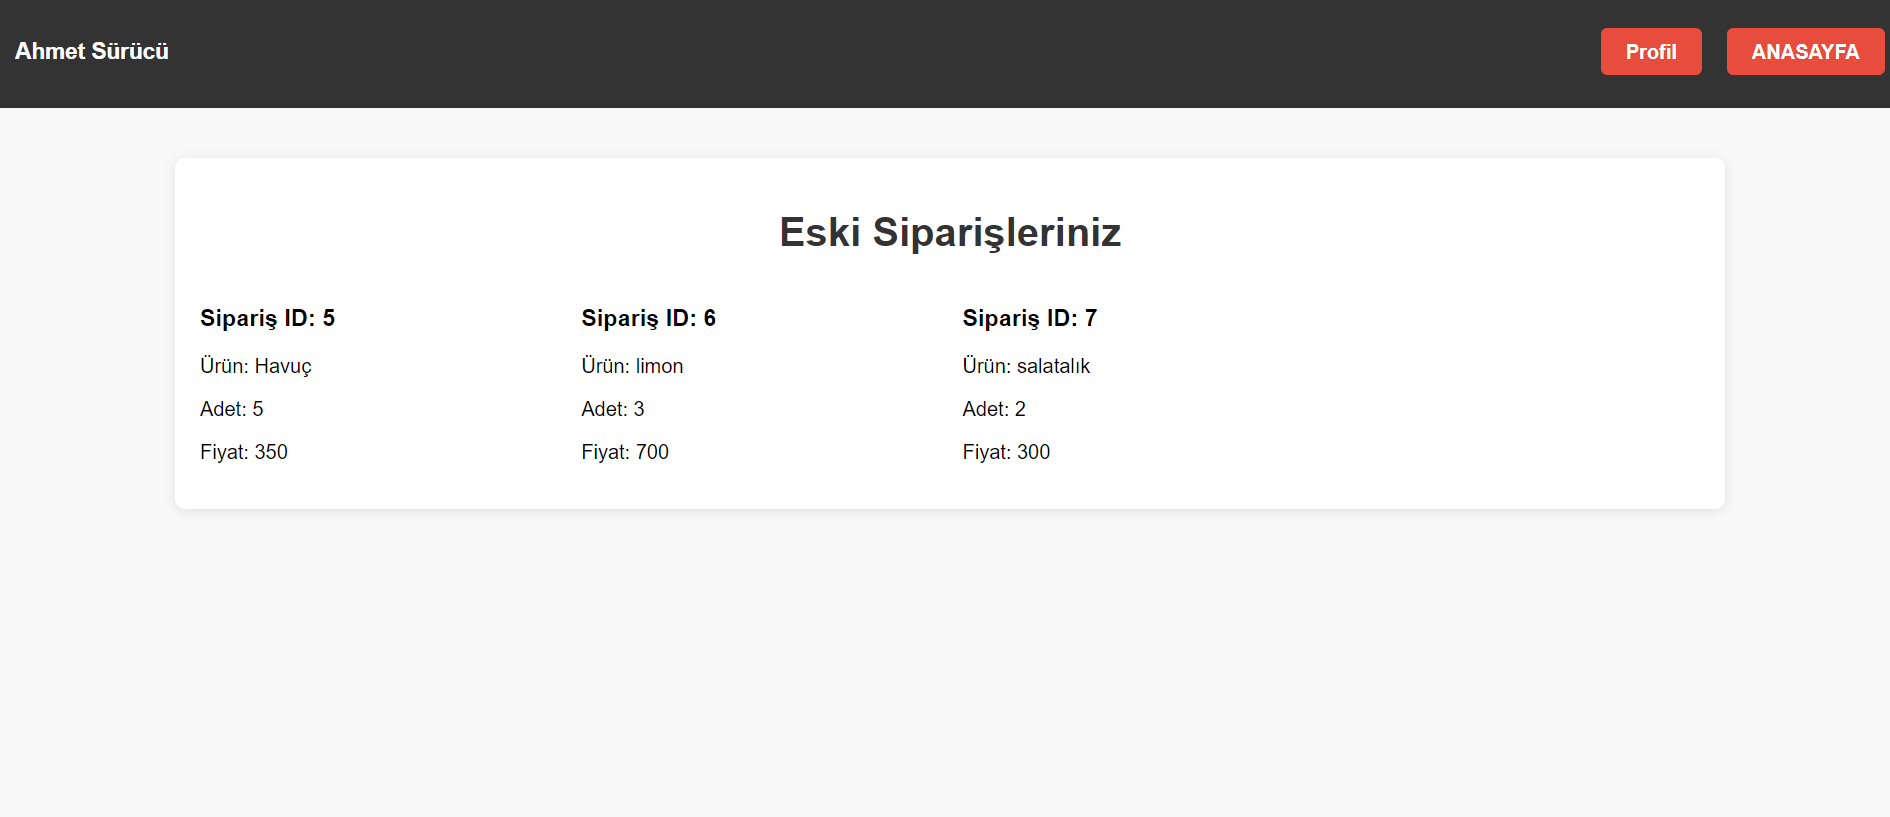 Ahmet Sürücü
Profil
ANASAYFA
Eski Siparişleriniz
Sipariş ID: 5
Ürün: Havuç
Adet: 5
Fiyat: 350
Sipariş ID: 6
Ürün: limon
Adet: 3
Fiyat: 700
Sipariş ID: 7
Ürün: salatalık
Adet: 2
Fiyat: 300